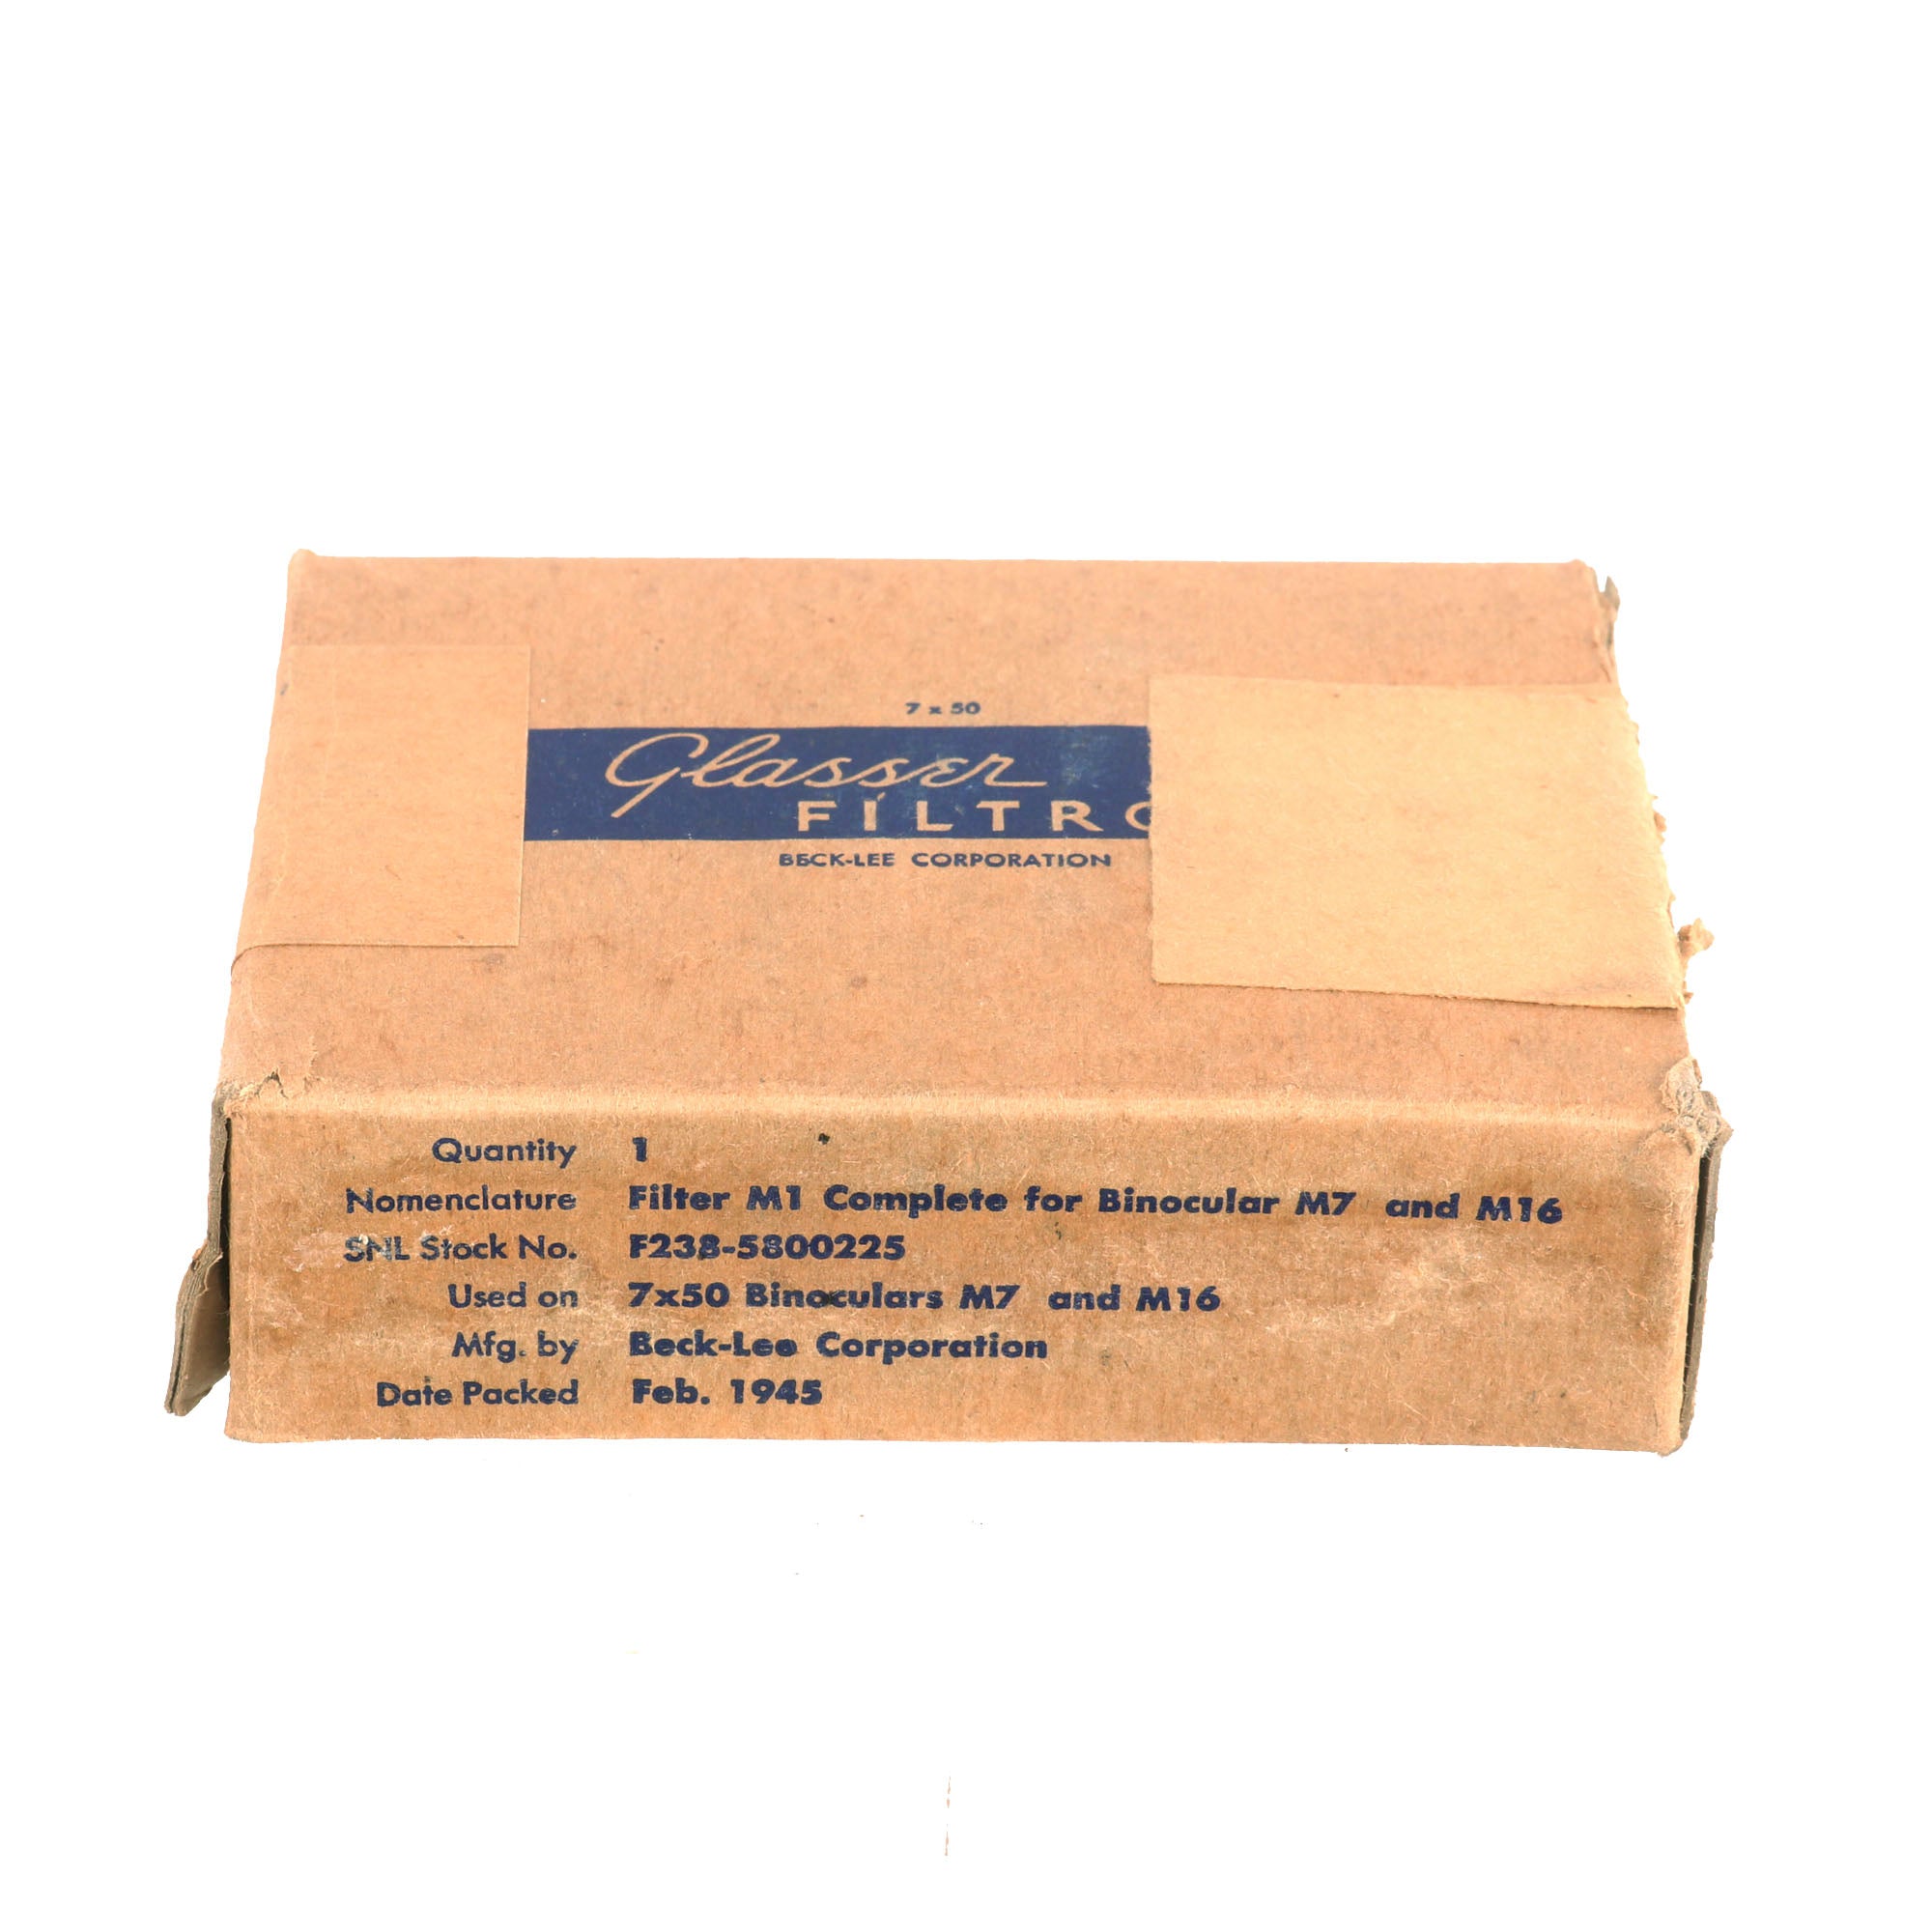 7 x 50
Glasser
FILTRO
BECK-LEE CORPORATION
Quantity 1
Nomenclature Filter M1 Complete for Binocular M7 and M16
SNL Stock No. F238-5800225
Used on 7x50 Binoculars M7 and M16
Mfg. by Beck-Lee Corporation
Date Packed Feb. 1945